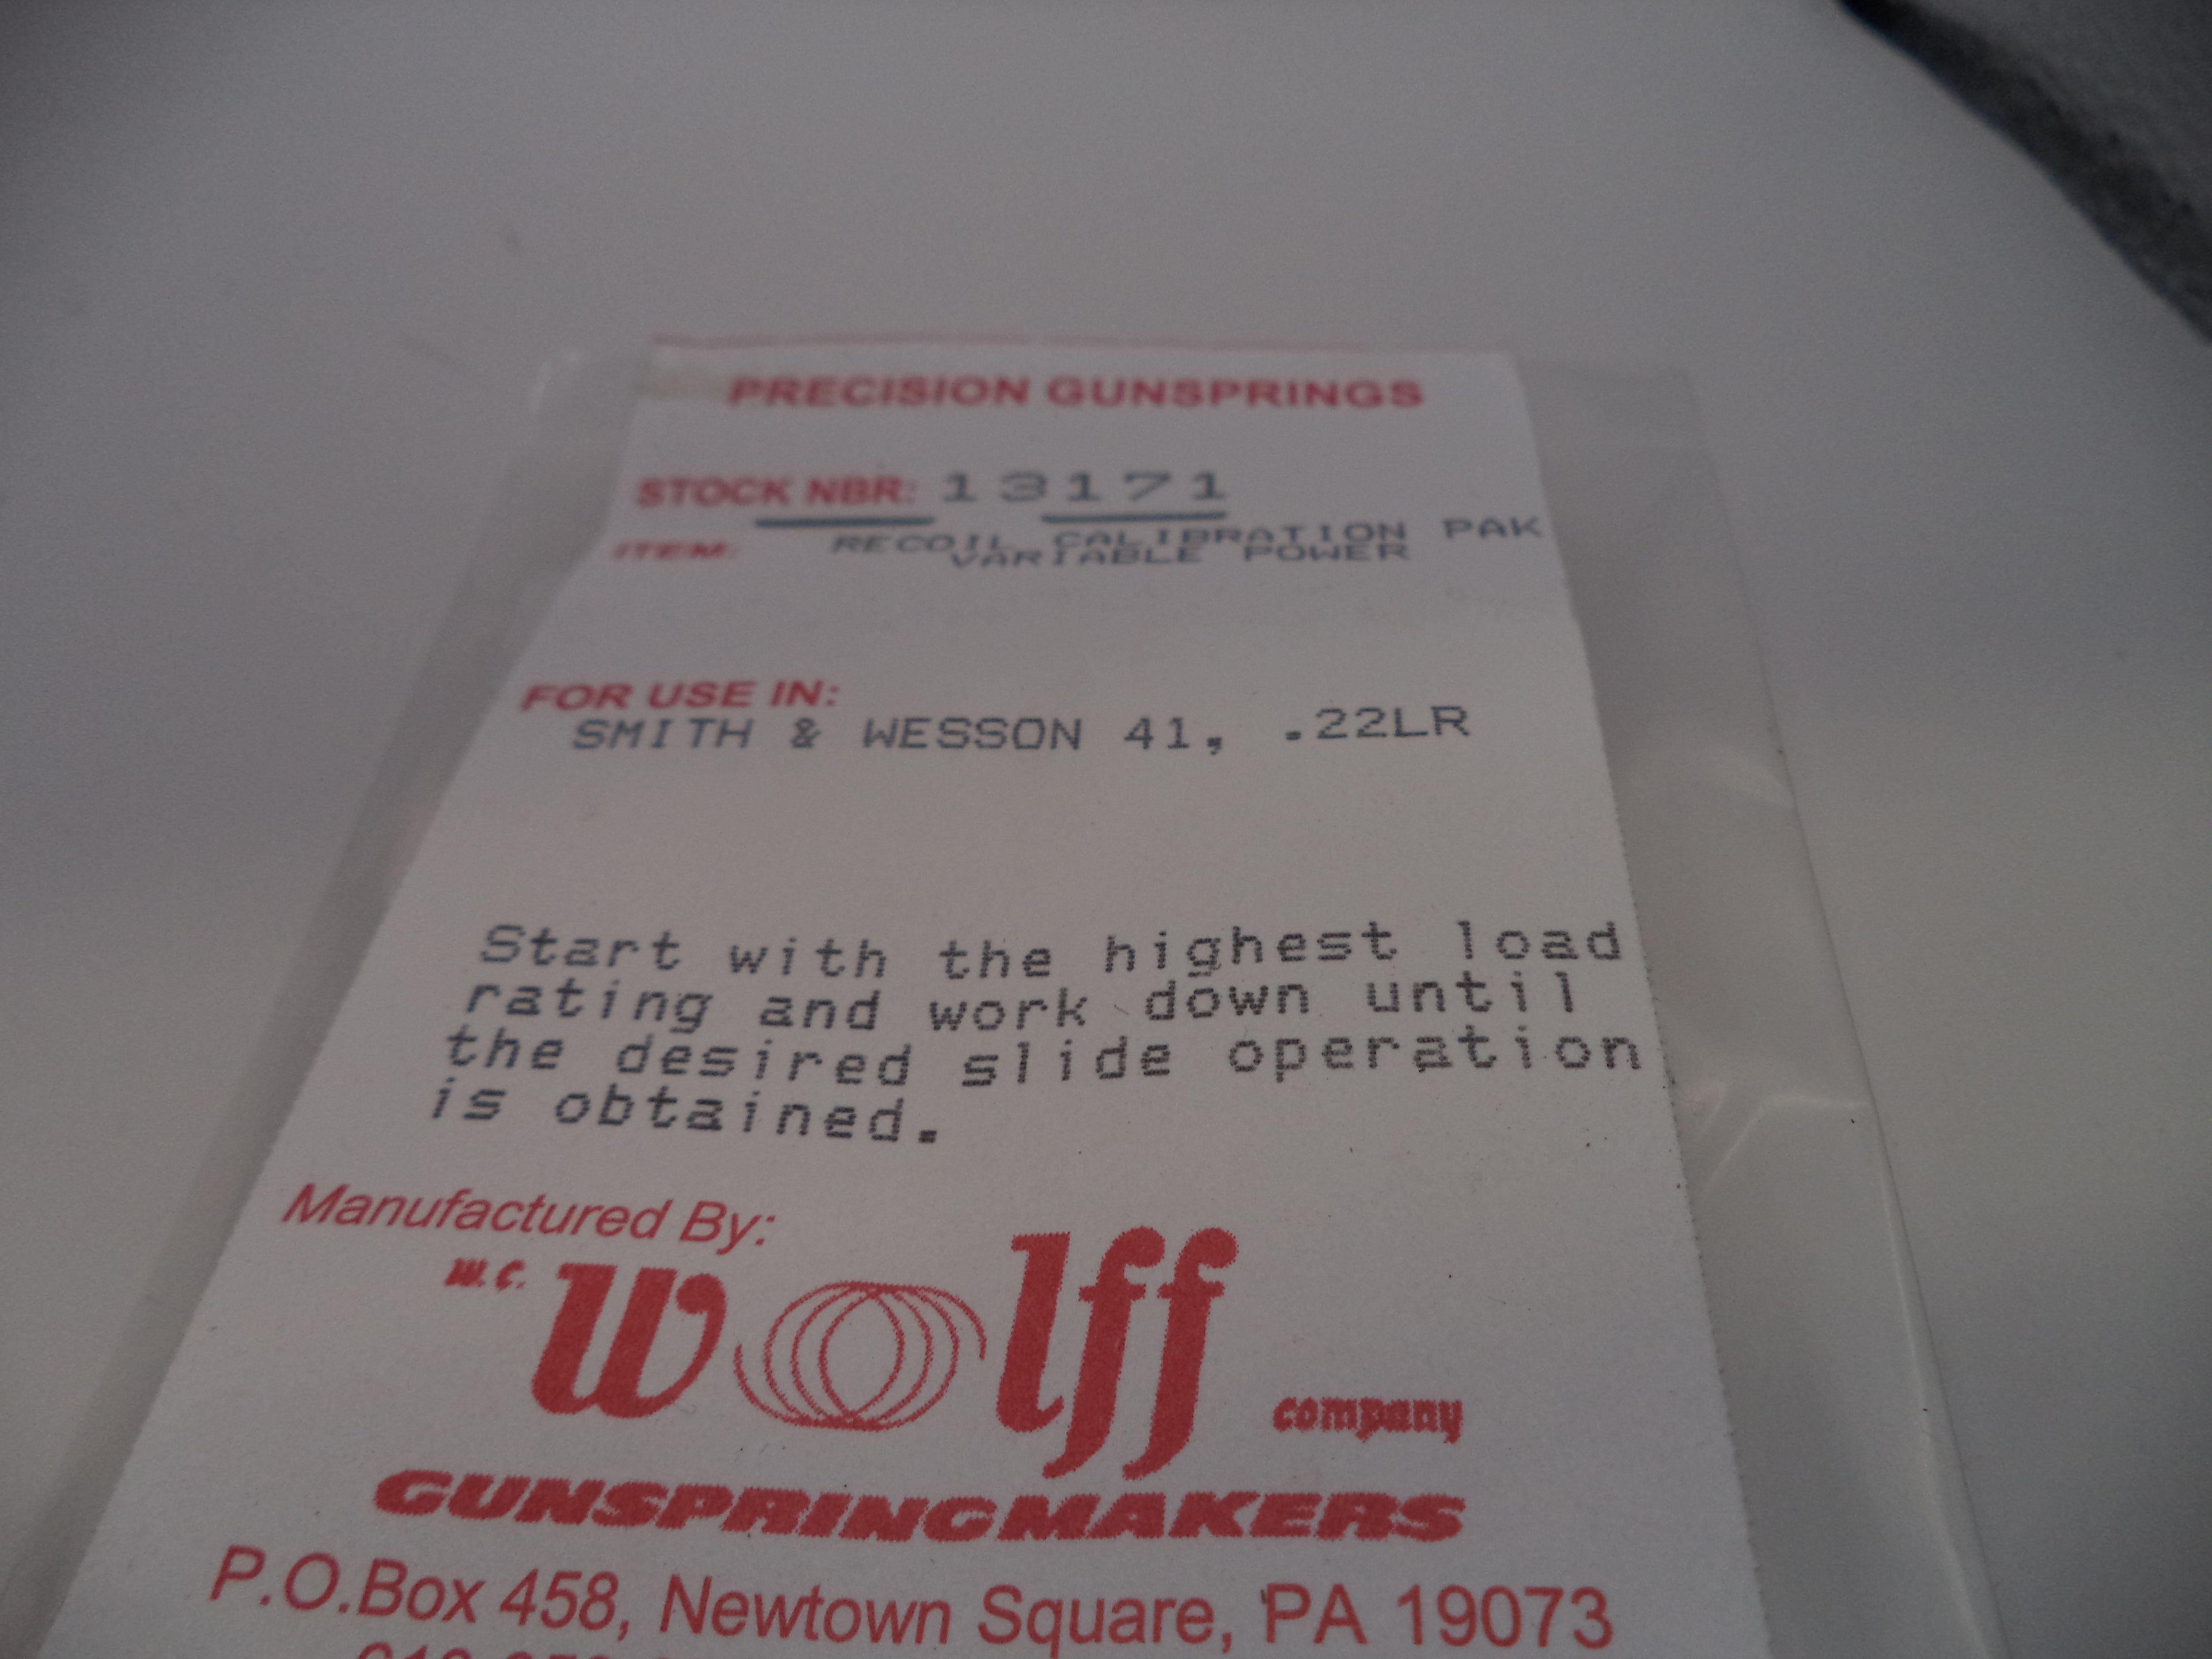 PRECISION GUNSPRINGS
STOCK NBR: 13171
ITEM: RECOIL CALIBRATION PAK
VARIABLE POWER
FOR USE IN:
SMITH & WESSON 41, .22LR
Start with the highest load
rating and work down until
the desired slide operation
is obtained.
Manufactured By:
W.C. Wolff company
GUNSPRINGMAKERS
P.O.Box 458, Newtown Square, PA 19073